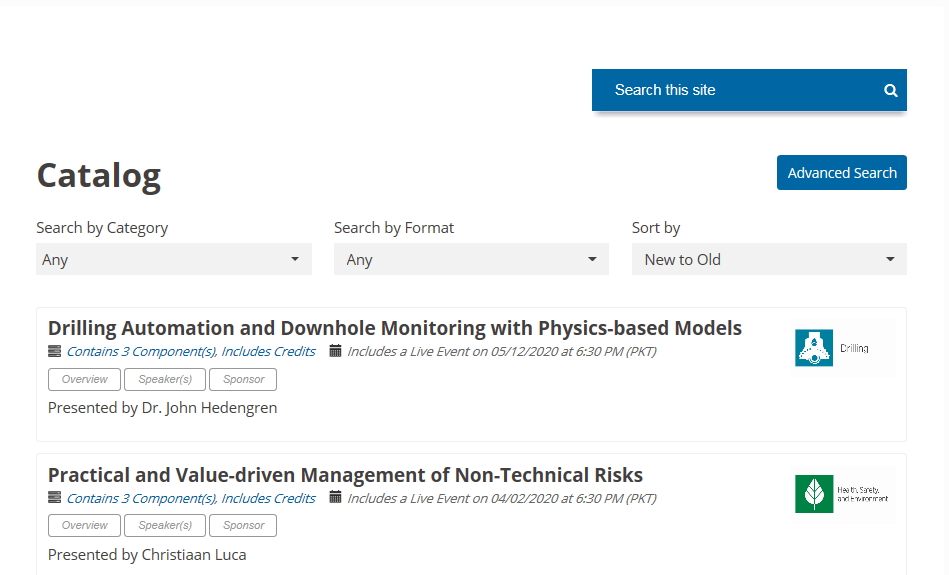 Search this site
Catalog
Advanced Search
Search by Category
Search by Format
Sort by
Any
Any
New to Old
Drilling Automation and Downhole Monitoring with Physics-based Models
Contains 3 Component(s), Includes Credits
Includes a Live Event on 05/12/2020 at 6:30 PM (PKT)
Drilling
Overview
Speaker(s)
Sponsor
Presented by Dr. John Hedengren
Practical and Value-driven Management of Non-Technical Risks
Contains 3 Component(s), Includes Credits
Includes a Live Event on 04/02/2020 at 6:30 PM (PKT)
Health, Safety,
and Environment
Overview
Speaker(s)
Sponsor
Presented by Christiaan Luca